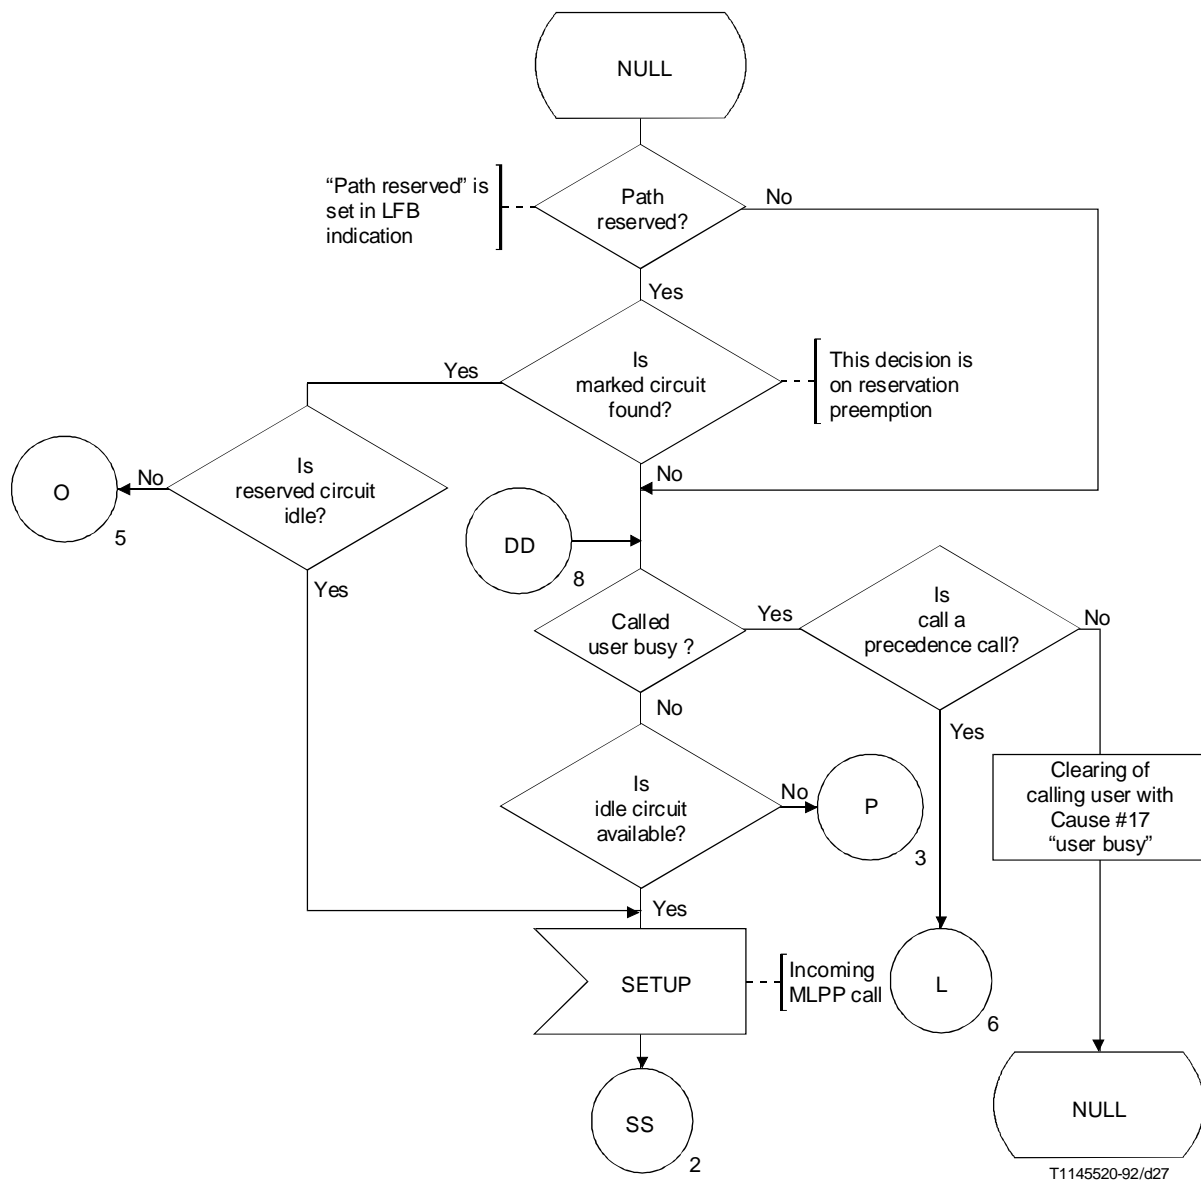 NULL
“Path reserved” is
set in LFB
indication
Path
reserved?
No
Yes
Is
marked circuit
found?
Yes
This decision is
on reservation
preemption
No
Is
reserved circuit
idle?
No
O
5
Yes
DD
8
Called
user busy ?
Yes
Is
call a
precedence call?
No
No
Yes
Is
idle circuit
available?
No
P
3
Clearing of
calling user with
Cause #17
“user busy”
Yes
SETUP
Incoming
MLPP call
L
6
SS
2
NULL
T1145520-92/d27